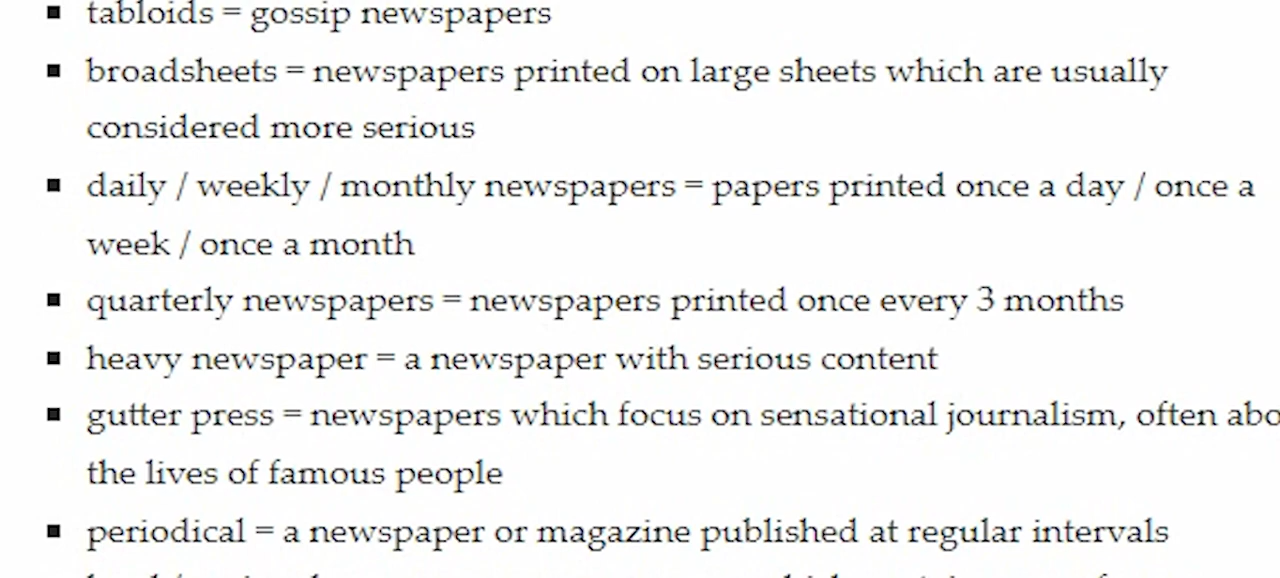 ▪ tabloids = gossip newspapers
▪ broadsheets = newspapers printed on large sheets which are usually
considered more serious
▪ daily / weekly / monthly newspapers = papers printed once a day / once a
week / once a month
▪ quarterly newspapers = newspapers printed once every 3 months
▪ heavy newspaper = a newspaper with serious content
▪ gutter press = newspapers which focus on sensational journalism, often abo
the lives of famous people
▪ periodical = a newspaper or magazine published at regular intervals